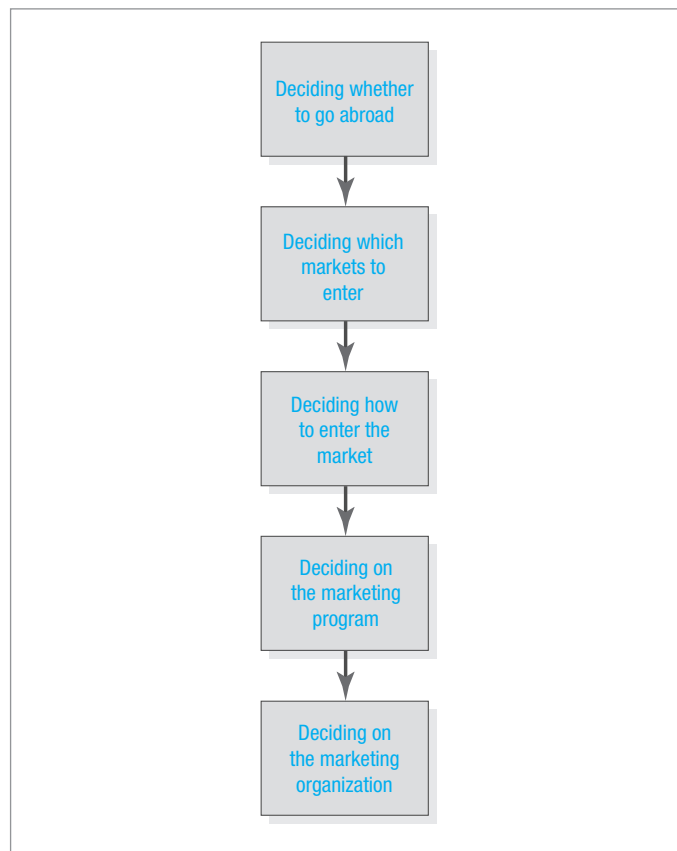 Deciding whether
to go abroad
Deciding which
markets to
enter
Deciding how
to enter the
market
Deciding on
the marketing
program
Deciding on
the marketing
organization